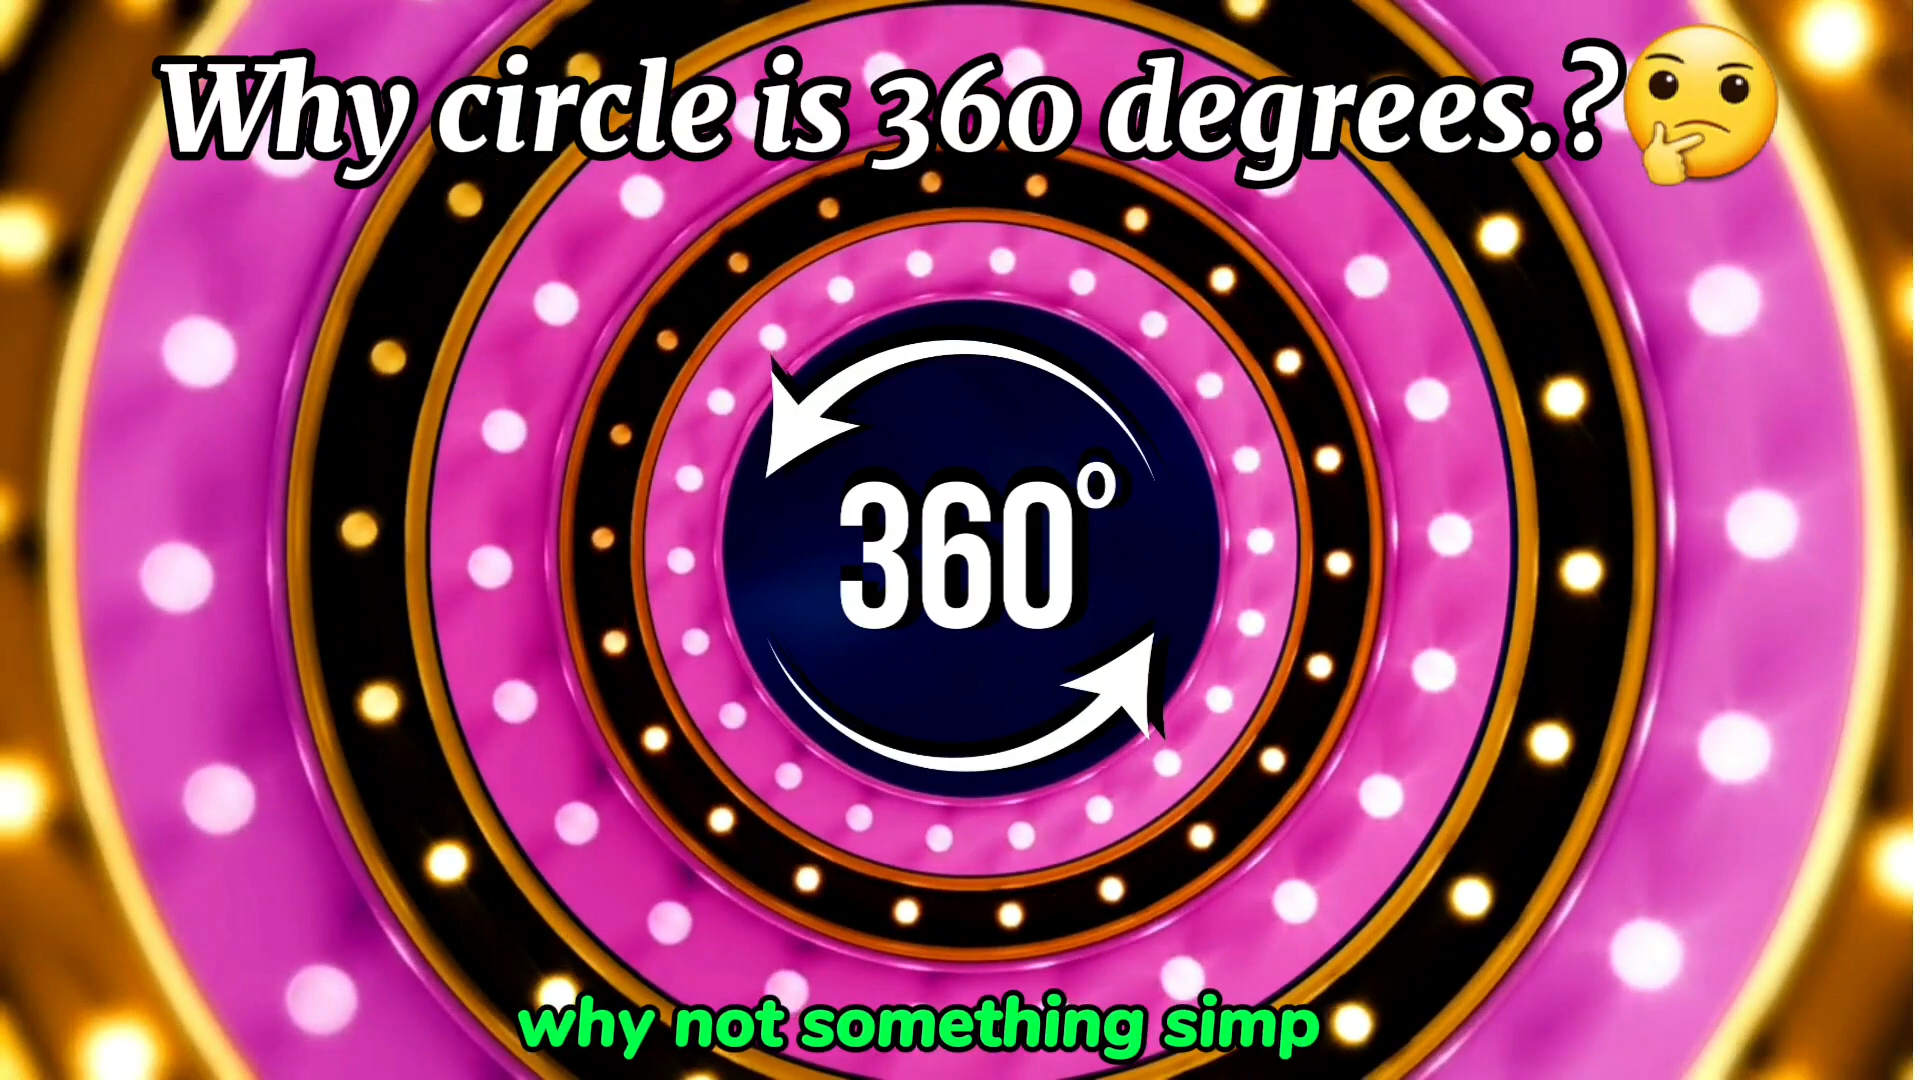 Why circle is 360 degrees.?🤔
360°
why not something simp